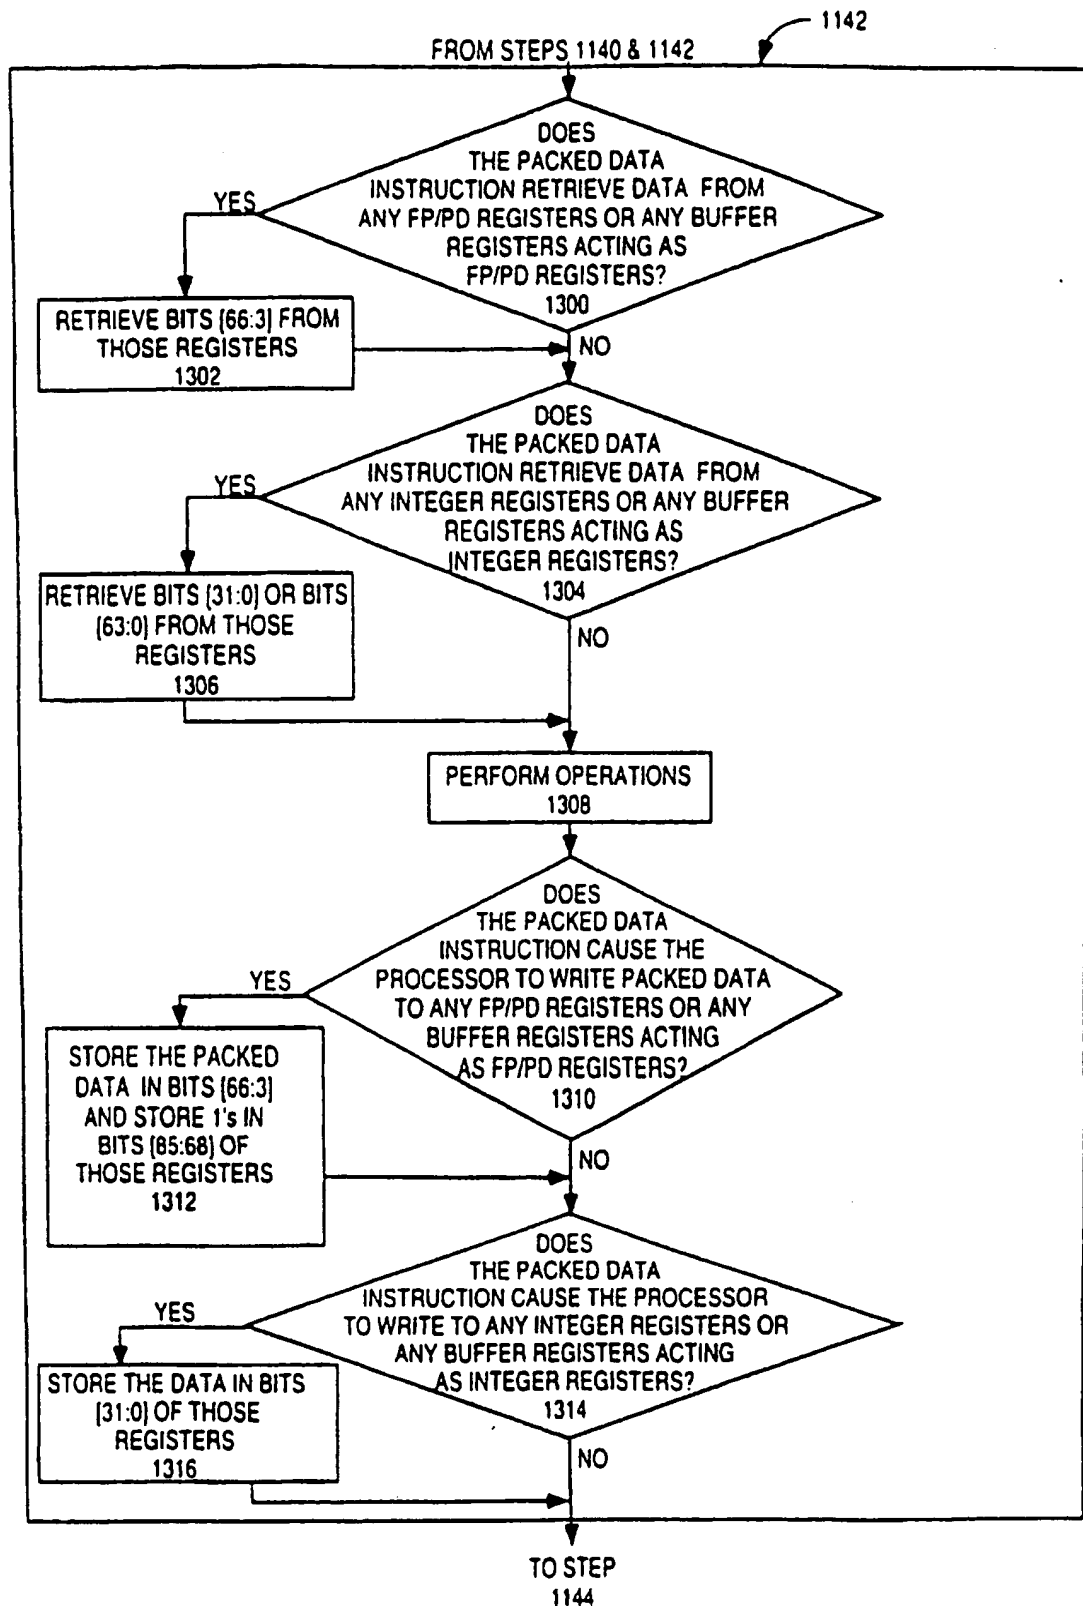 1142
FROM STEPS 1140 & 1142
DOES
THE PACKED DATA
INSTRUCTION RETRIEVE DATA FROM
ANY FP/PD REGISTERS OR ANY BUFFER
REGISTERS ACTING AS
FP/PD REGISTERS?
1300
YES
RETRIEVE BITS [66:3] FROM
THOSE REGISTERS
1302
NO
DOES
THE PACKED DATA
INSTRUCTION RETRIEVE DATA FROM
ANY INTEGER REGISTERS OR ANY BUFFER
REGISTERS ACTING AS
INTEGER REGISTERS?
1304
YES
RETRIEVE BITS [31:0] OR BITS
[63:0] FROM THOSE
REGISTERS
1306
NO
PERFORM OPERATIONS
1308
DOES
THE PACKED DATA
INSTRUCTION CAUSE THE
PROCESSOR TO WRITE PACKED DATA
TO ANY FP/PD REGISTERS OR ANY
BUFFER REGISTERS ACTING
AS FP/PD REGISTERS?
1310
YES
STORE THE PACKED
DATA IN BITS [66:3]
AND STORE 1's IN
BITS [85:68] OF
THOSE REGISTERS
1312
NO
DOES
THE PACKED DATA
INSTRUCTION CAUSE THE PROCESSOR
TO WRITE TO ANY INTEGER REGISTERS OR
ANY BUFFER REGISTERS ACTING
AS INTEGER REGISTERS?
1314
YES
STORE THE DATA IN BITS
[31:0] OF THOSE
REGISTERS
1316
NO
TO STEP
1144